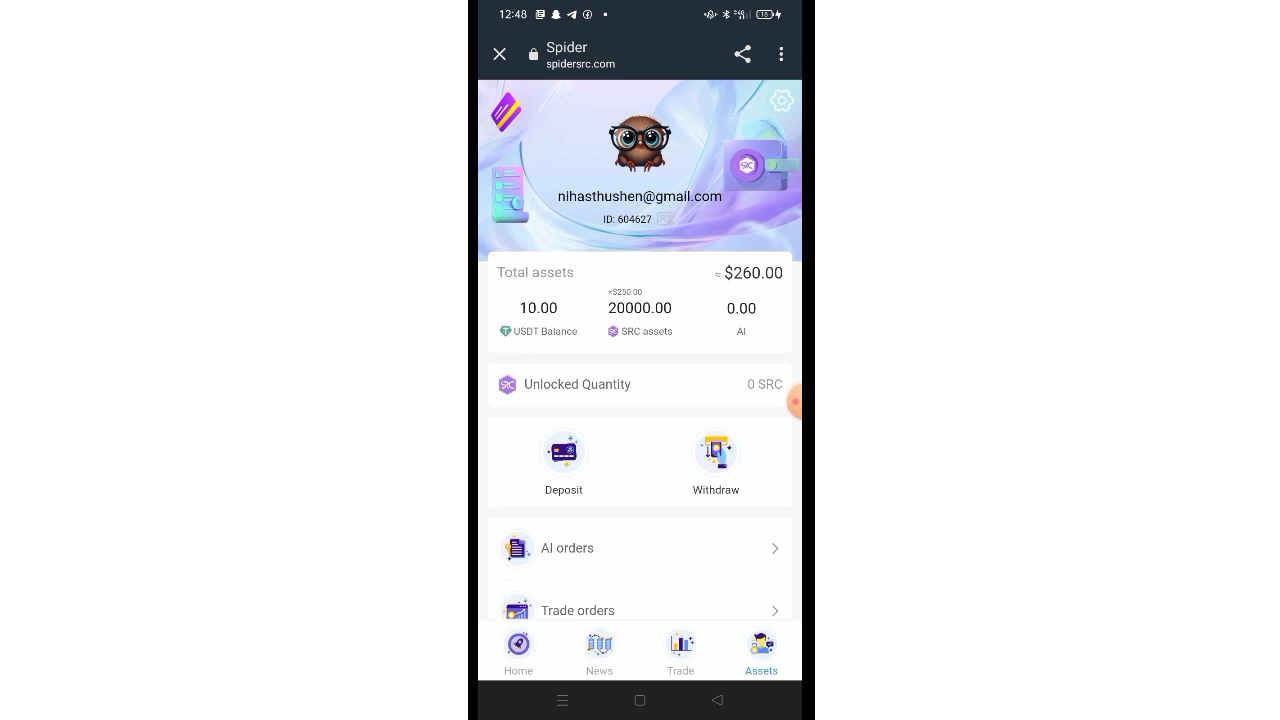 12:48
18
Spider
spidersrc.com
nihasthushen@gmail.com
ID: 604627
Total assets
≈ $260.00
≈$250.00
10.00
20000.00
0.00
USDT Balance
SRC assets
AI
SRC
Unlocked Quantity
0 SRC
Deposit
Withdraw
AI orders
Trade orders
Home
News
Trade
Assets